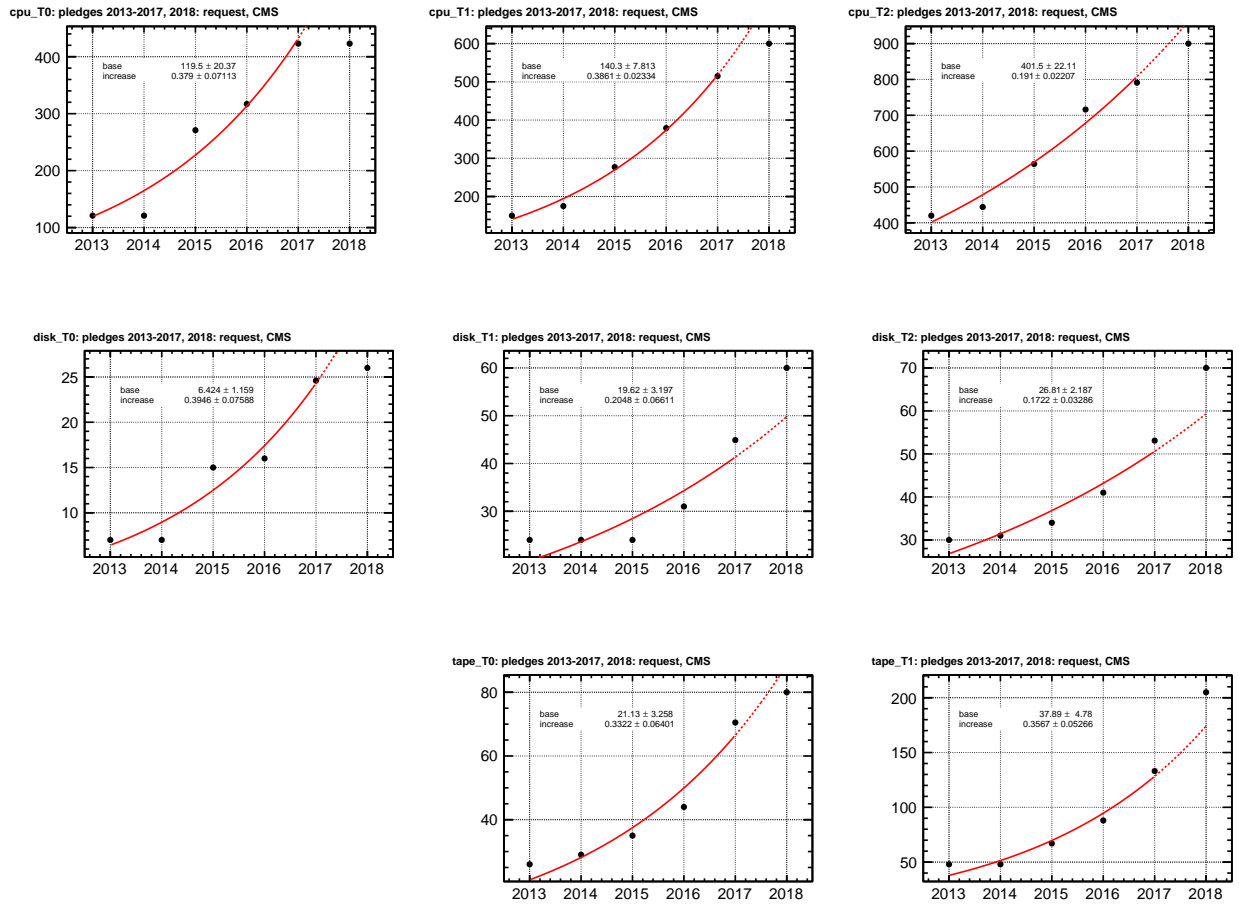 cpu_T0: pledges 2013-2017, 2018: request, CMS
base 119.5 ± 20.37
increase 0.379 ± 0.07113
400
300
200
100
2013 2014 2015 2016 2017 2018
cpu_T1: pledges 2013-2017, 2018: request, CMS
base 140.3 ± 7.813
increase 0.3861 ± 0.02334
600
500
400
300
200
2013 2014 2015 2016 2017 2018
cpu_T2: pledges 2013-2017, 2018: request, CMS
base 401.5 ± 22.11
increase 0.191 ± 0.02207
900
800
700
600
500
400
2013 2014 2015 2016 2017 2018
disk_T0: pledges 2013-2017, 2018: request, CMS
base 6.424 ± 1.159
increase 0.3946 ± 0.07588
25
20
15
10
2013 2014 2015 2016 2017 2018
disk_T1: pledges 2013-2017, 2018: request, CMS
base 19.62 ± 3.197
increase 0.2048 ± 0.06611
60
50
40
30
2013 2014 2015 2016 2017 2018
disk_T2: pledges 2013-2017, 2018: request, CMS
base 26.81 ± 2.187
increase 0.1722 ± 0.03286
70
60
50
40
30
2013 2014 2015 2016 2017 2018
tape_T0: pledges 2013-2017, 2018: request, CMS
base 21.13 ± 3.258
increase 0.3322 ± 0.06401
80
60
40
2013 2014 2015 2016 2017 2018
tape_T1: pledges 2013-2017, 2018: request, CMS
base 37.89 ± 4.78
increase 0.3567 ± 0.05266
200
150
100
50
2013 2014 2015 2016 2017 2018